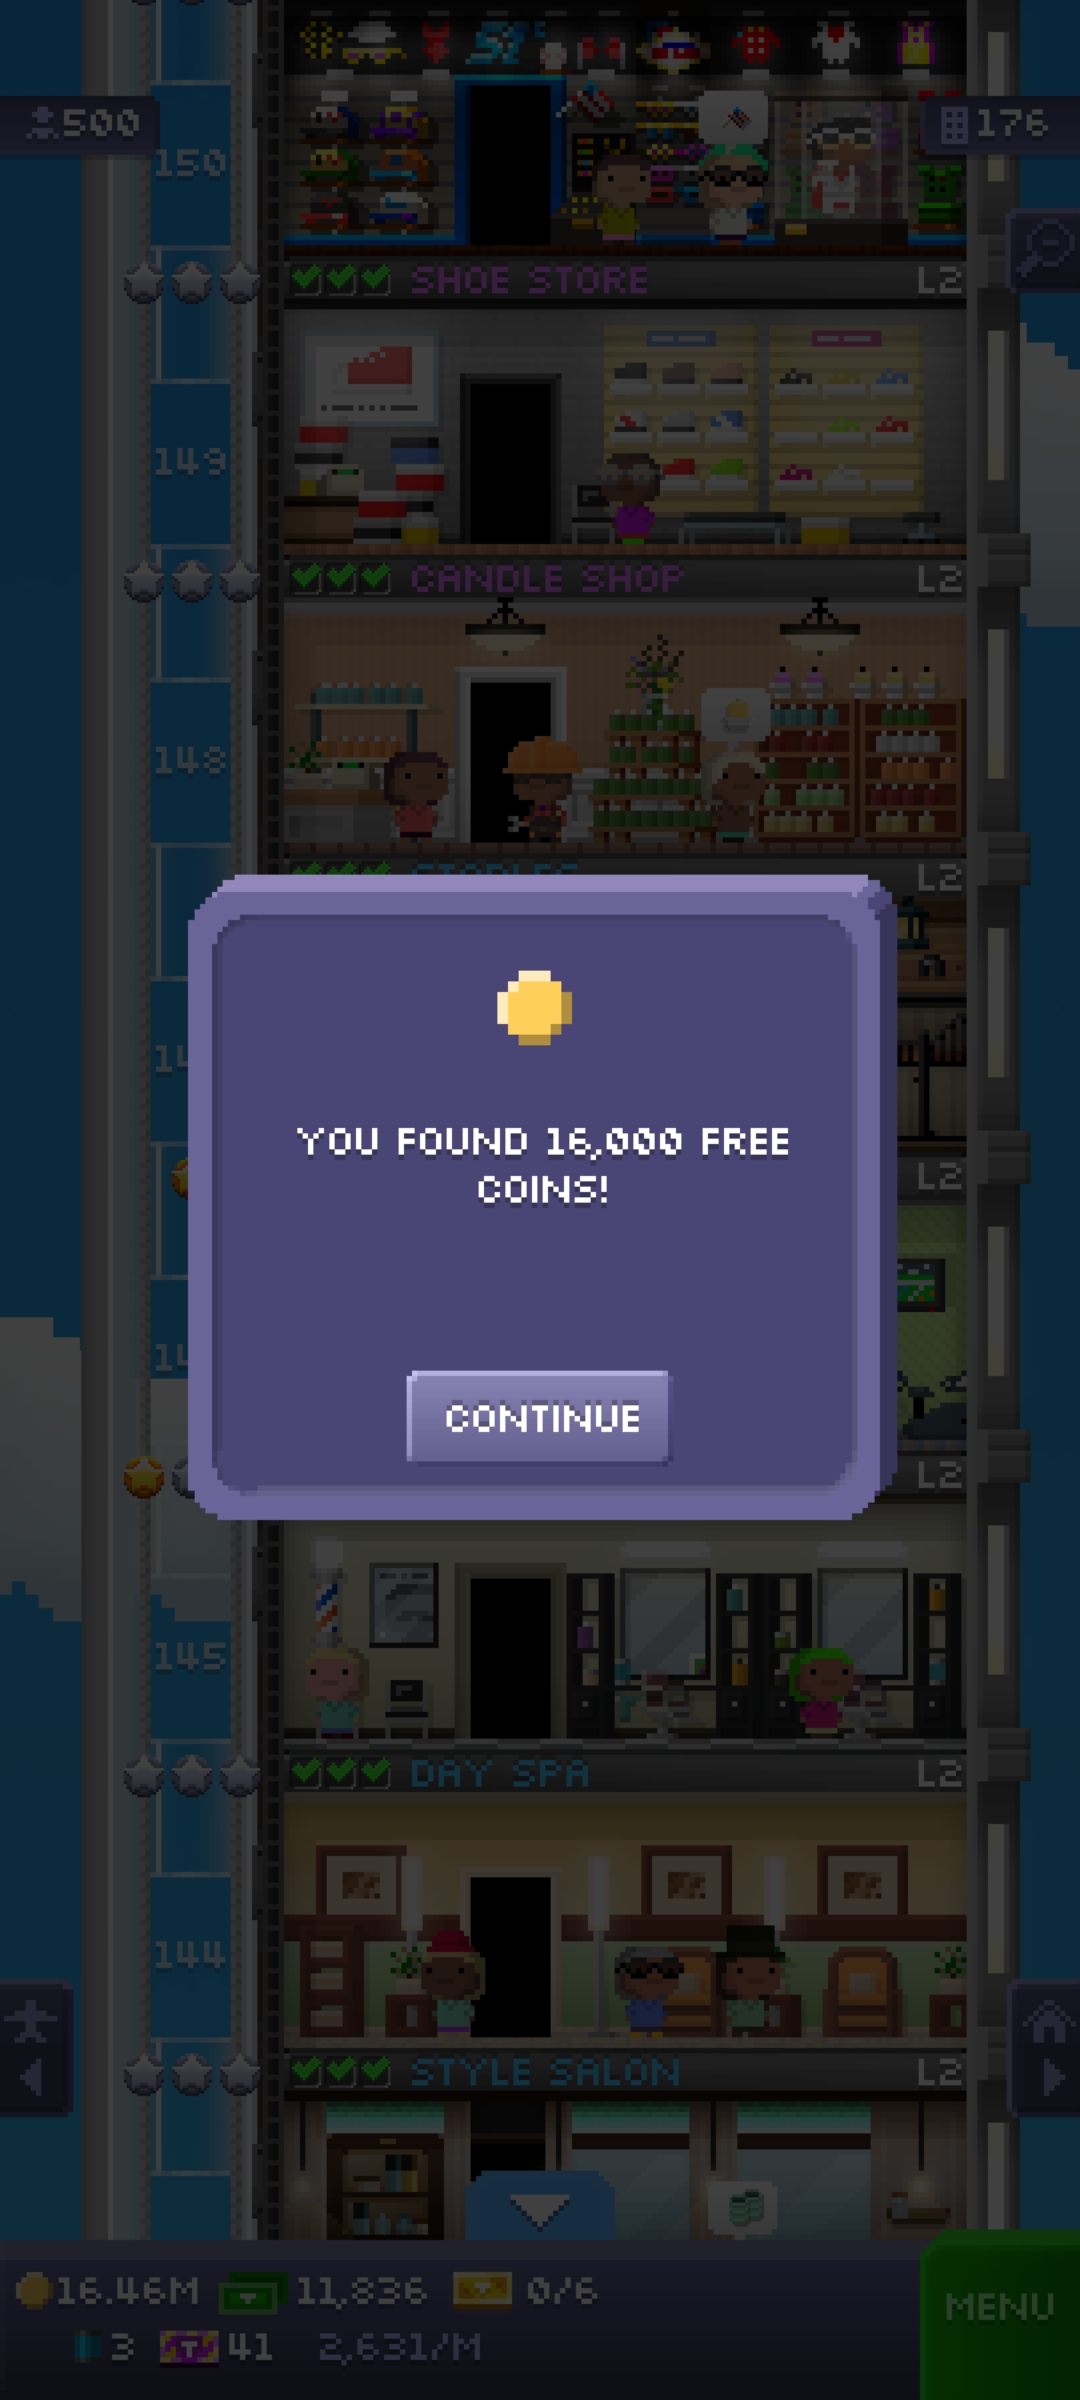 500
176
150
SHOE STORE
L2
149
CANDLE SHOP
L2
148
L2
L2
YOU FOUND 16,000 FREE
COINS!
CONTINUE
L2
145
DAY SPA
L2
144
STYLE SALON
L2
16.46M 11,836 0/6
MENU
3 41 2,631/M